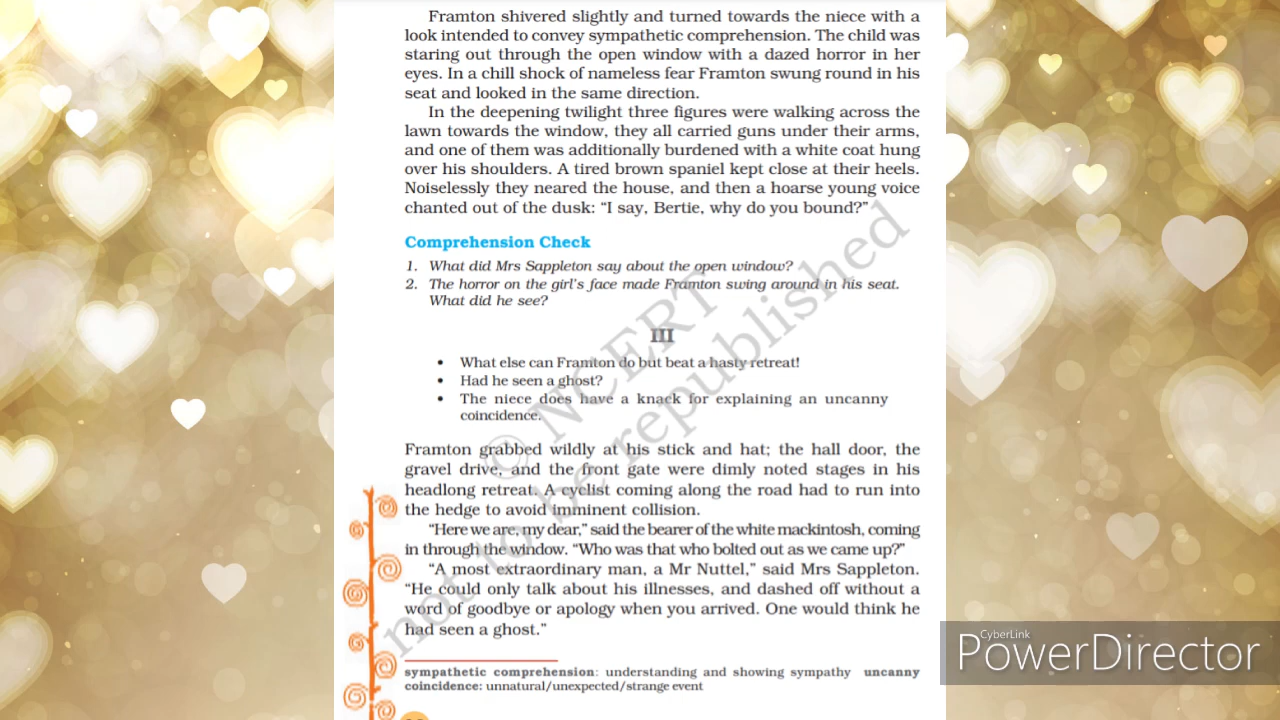 Framton shivered slightly and turned towards the niece with a
look intended to convey sympathetic comprehension. The child was
staring out through the open window with a dazed horror in her
eyes. In a chill shock of nameless fear Framton swung round in his
seat and looked in the same direction.
In the deepening twilight three figures were walking across the
lawn towards the window, they all carried guns under their arms,
and one of them was additionally burdened with a white coat hung
over his shoulders. A tired brown spaniel kept close at their heels.
Noiselessly they neared the house, and then a hoarse young voice
chanted out of the dusk: “I say, Bertie, why do you bound?”
Comprehension Check
1. What did Mrs Sappleton say about the open window?
2. The horror on the girl's face made Framton swing around in his seat.
What did he see?
III
• What else can Framton do but beat a hasty retreat!
• Had he seen a ghost?
• The niece does have a knack for explaining an uncanny
coincidence.
Framton grabbed wildly at his stick and hat; the hall door, the
gravel drive, and the front gate were dimly noted stages in his
headlong retreat. A cyclist coming along the road had to run into
the hedge to avoid imminent collision.
“Here we are, my dear,” said the bearer of the white mackintosh, coming
in through the window. “Who was that who bolted out as we came up?”
“A most extraordinary man, a Mr Nuttel,” said Mrs Sappleton.
“He could only talk about his illnesses, and dashed off without a
word of goodbye or apology when you arrived. One would think he
had seen a ghost.”
sympathetic comprehension: understanding and showing sympathy uncanny
coincidence: unnatural/unexpected/strange event
© NCERT
not to be republished
CyberLink
PowerDirector